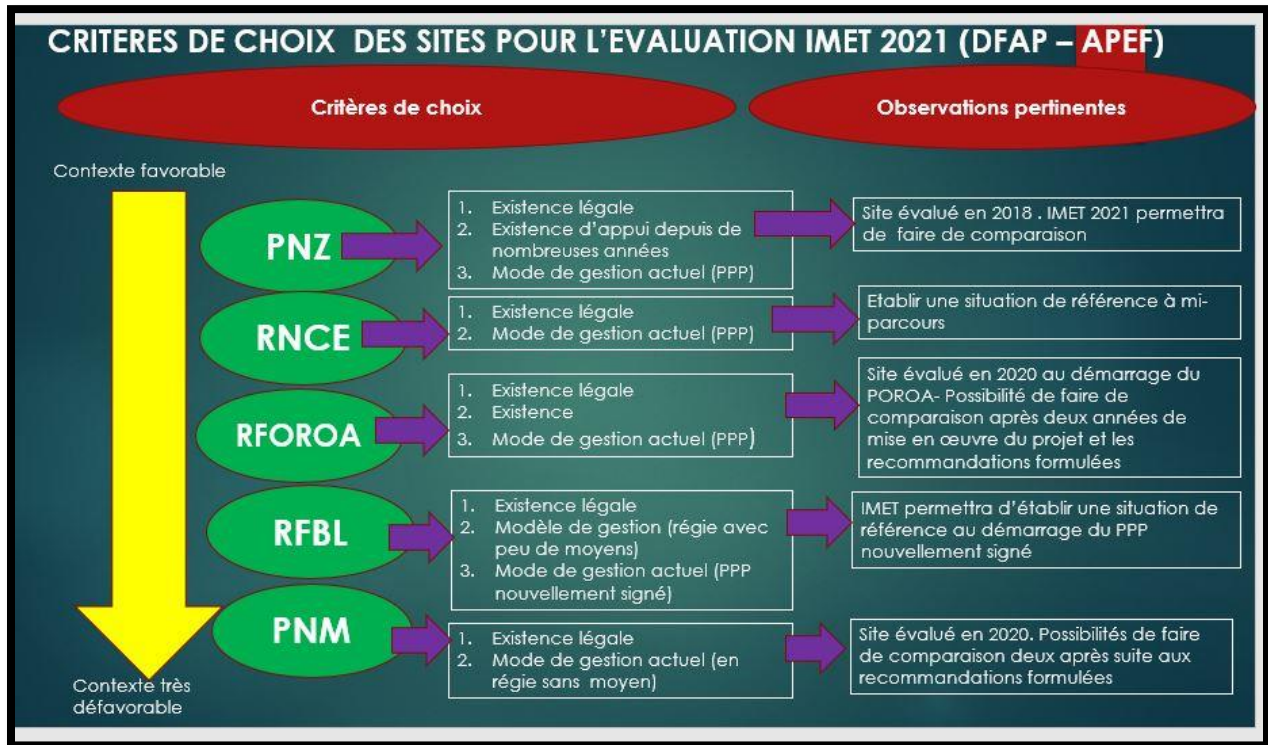 CRITERES DE CHOIX DES SITES POUR L'EVALUATION IMET 2021 (DFAP – APEF)
Critères de choix
Observations pertinentes
Contexte favorable
PNZ
1. Existence légale
2. Existence d'appui depuis de
nombreuses années
3. Mode de gestion actuel (PPP)
Site évalué en 2018 . IMET 2021 permettra
de faire de comparaison
RNCE
1. Existence légale
2. Mode de gestion actuel (PPP)
Etablir une situation de référence à mi-
parcours
RFOROA
1. Existence légale
2. Existence
3. Mode de gestion actuel (PPP)
Site évalué en 2020 au démarrage du
POROA- Possibilité de faire de
comparaison après deux années de
mise en œuvre du projet et les
recommandations formulées
RFBL
1. Existence légale
2. Modèle de gestion (régie avec
peu de moyens)
3. Mode de gestion actuel (PPP
nouvellement signé)
IMET permettra d'établir une situation de
référence au démarrage du PPP
nouvellement signé
PNM
1. Existence légale
2. Mode de gestion actuel (en
régie sans moyen)
Site évalué en 2020. Possibilités de faire
de comparaison deux après suite aux
recommandations formulées
Contexte très
défavorable